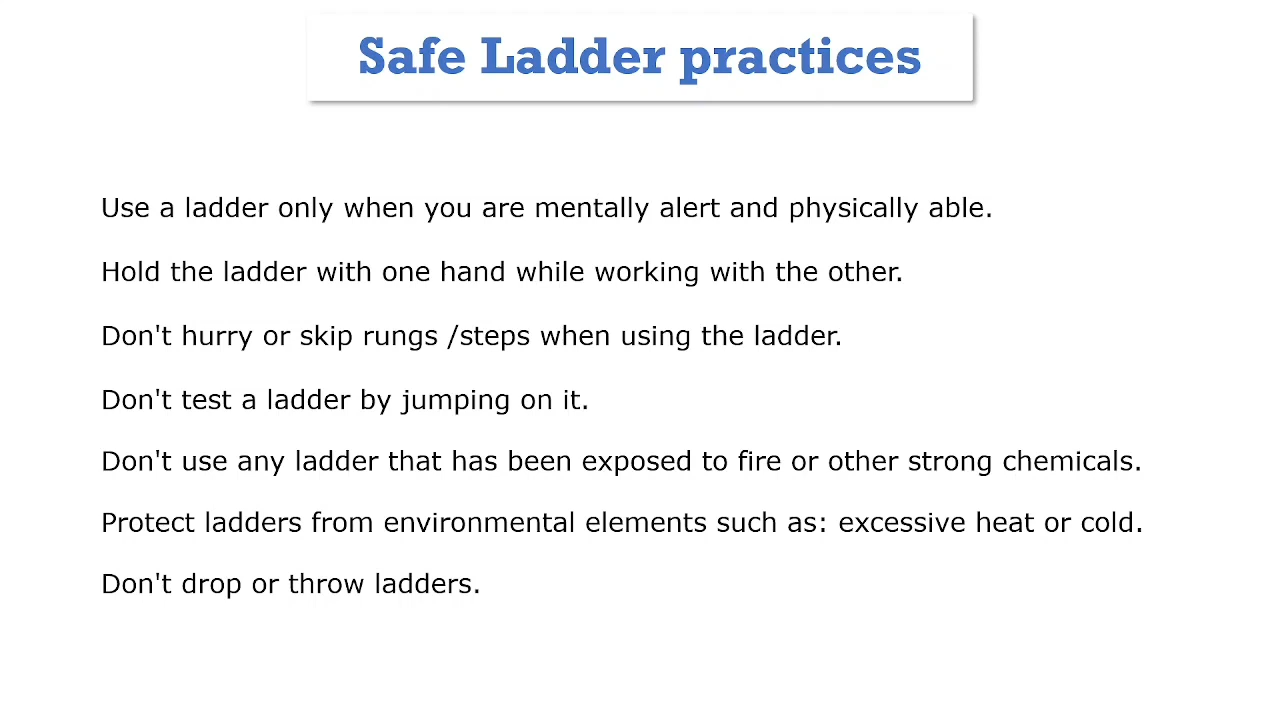 Safe Ladder practices
Use a ladder only when you are mentally alert and physically able.
Hold the ladder with one hand while working with the other.
Don't hurry or skip rungs /steps when using the ladder.
Don't test a ladder by jumping on it.
Don't use any ladder that has been exposed to fire or other strong chemicals.
Protect ladders from environmental elements such as: excessive heat or cold.
Don't drop or throw ladders.